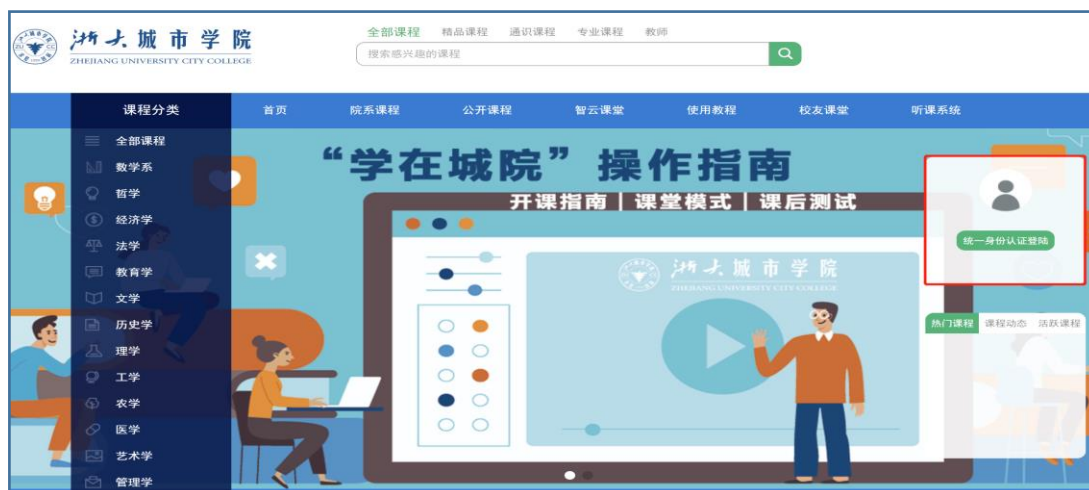 浙大城市学院
ZHEJIANG UNIVERSITY CITY COLLEGE
全部课程 精品课程 通识课程 专业课程 教师
搜索感兴趣的课程
课程分类 首页 院系课程 公开课程 智云课堂 使用教程 校友课堂 听课系统
全部课程
数学系
哲学
经济学
法学
教育学
文学
历史学
理学
工学
农学
医学
艺术学
管理学
“学在城院”操作指南
开课指南｜课堂模式｜课后测试
浙大城市学院
ZHEJIANG UNIVERSITY CITY COLLEGE
统一身份认证登陆
热门课程 课程动态 活跃课程